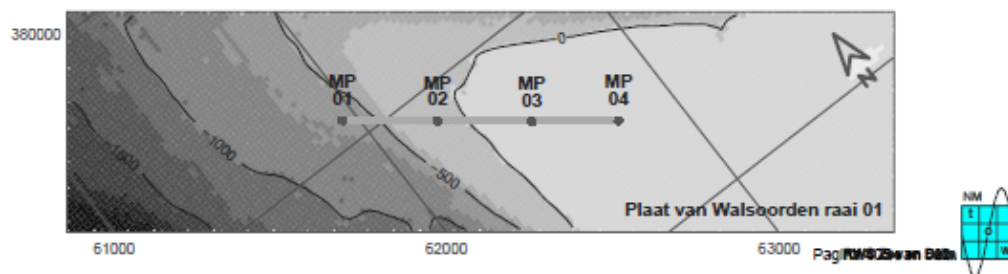 380000
0
MP 01
MP 02
MP 03
MP 04
N
-1000
-1500
-500
Plaat van Walsoorden raai 01
61000
62000
63000
NM
t
o
w